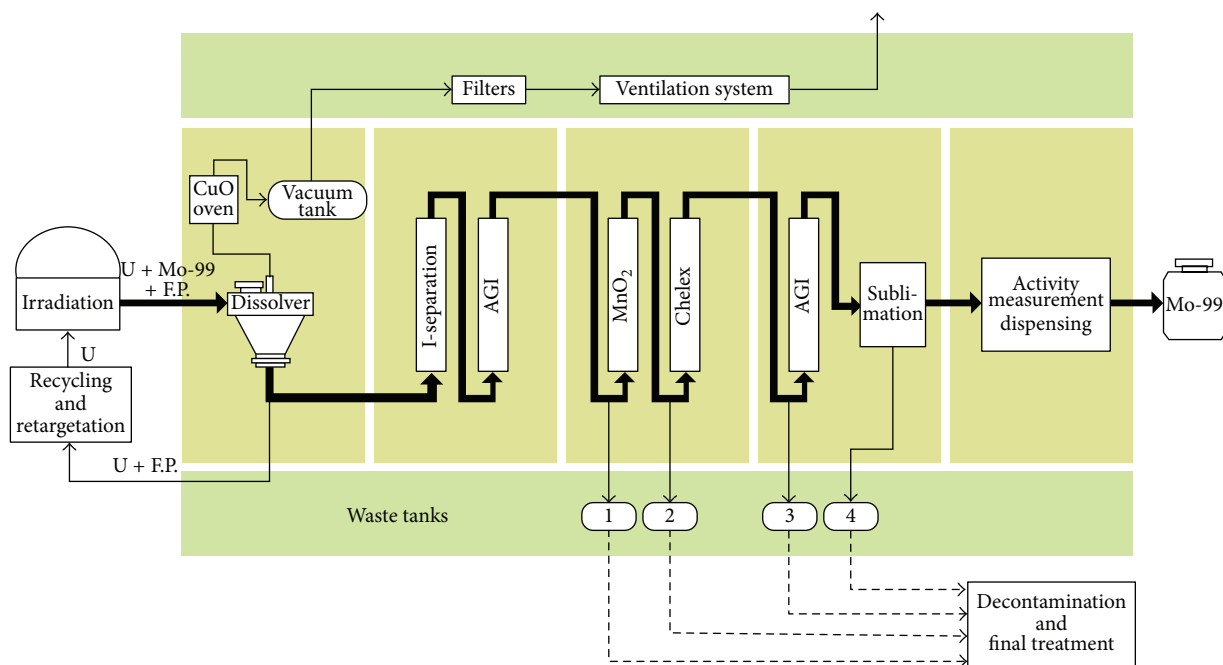 Filters
Ventilation system
CuO
oven
Vacuum
tank
U + Mo-99
+ F.P.
Irradiation
Dissolver
U
Recycling
and
retargetation
U + F.P.
I-separation
AGI
MnO₂
Chelex
AGI
Subli-
mation
Activity
measurement
dispensing
Mo-99
Waste tanks
1
2
3
4
Decontamination
and
final treatment